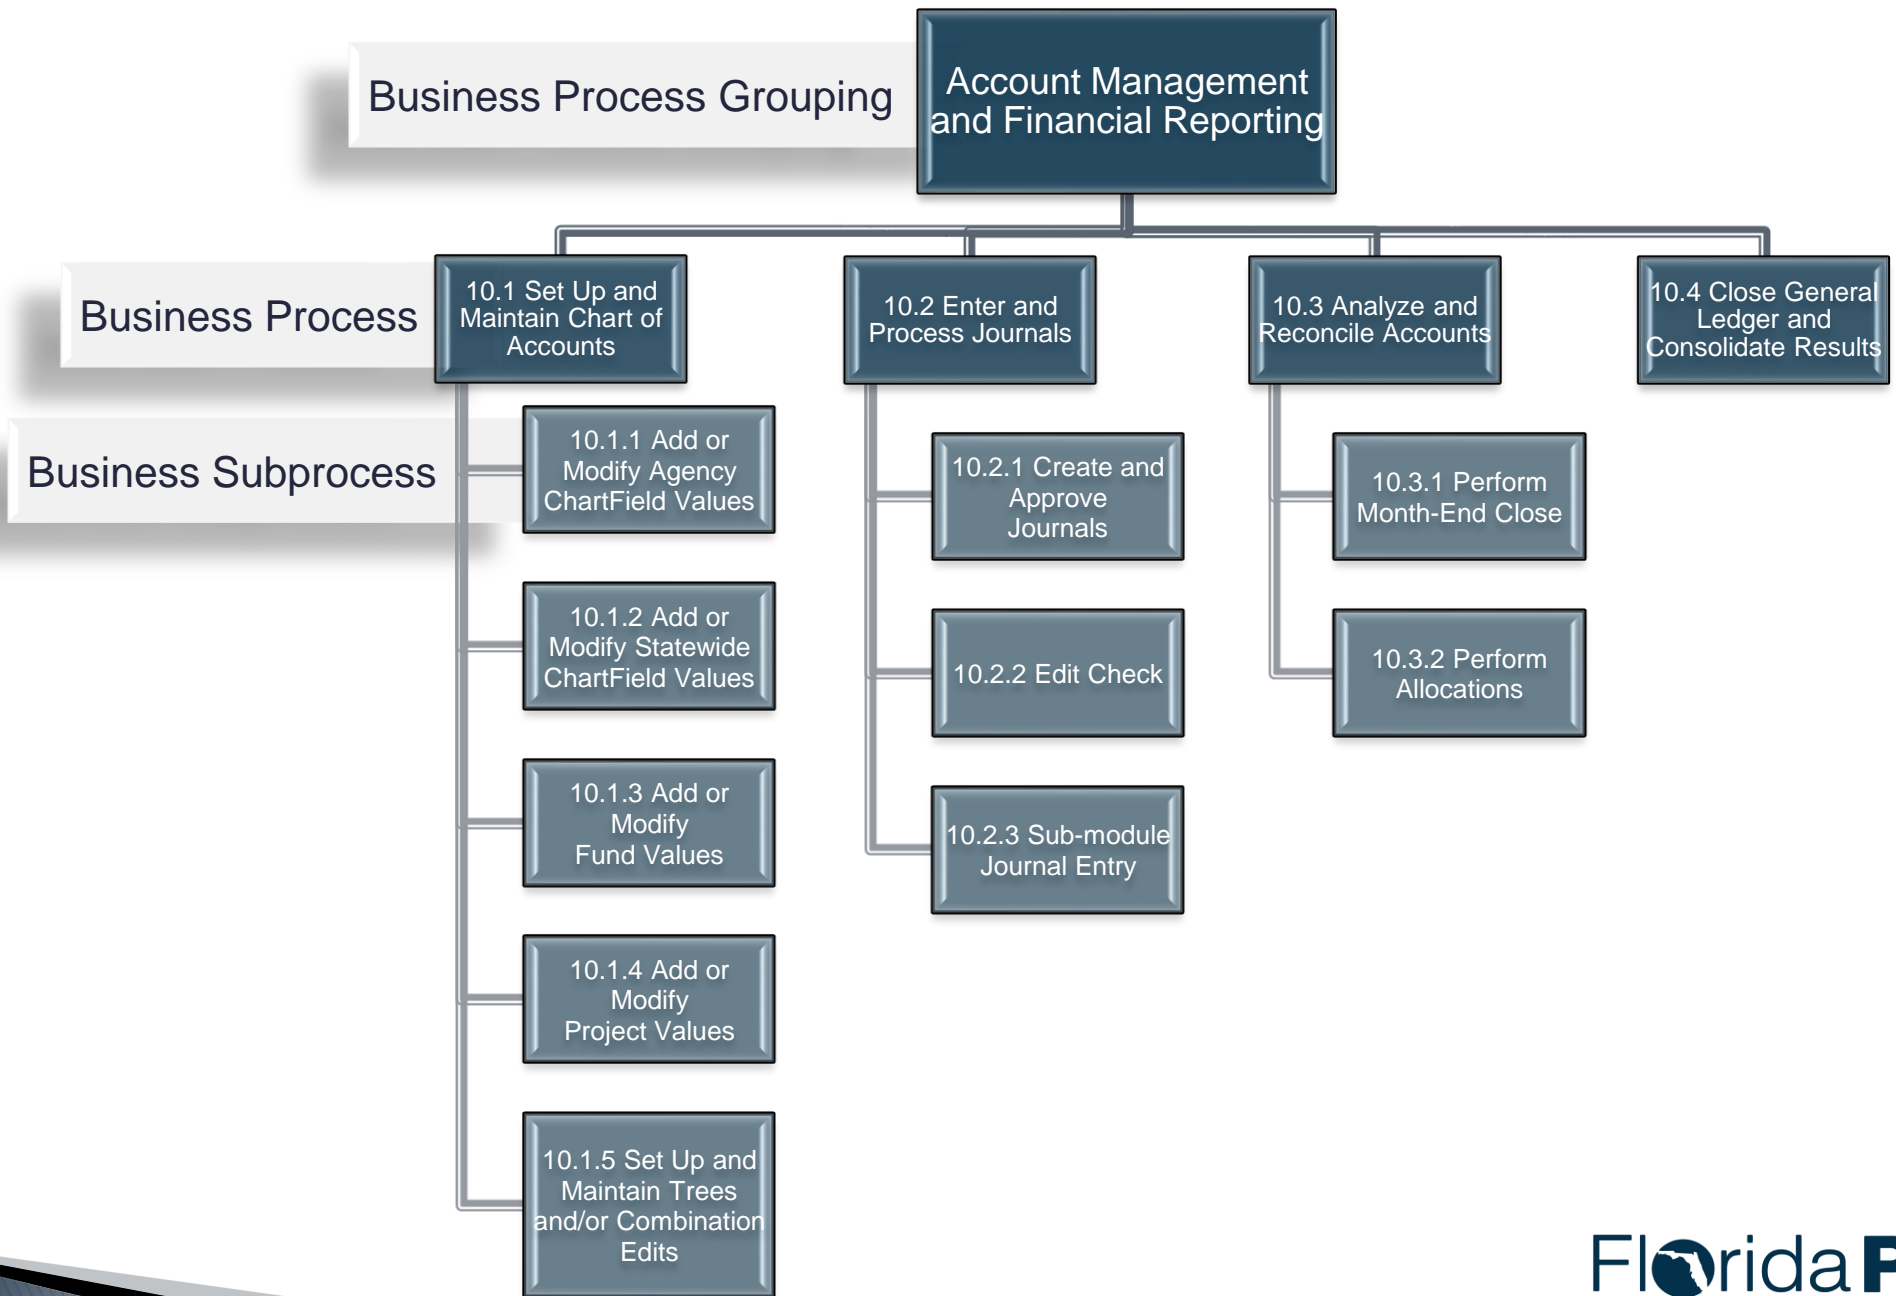 Business Process Grouping
Account Management
and Financial Reporting
Business Process
10.1 Set Up and
Maintain Chart of
Accounts
10.2 Enter and
Process Journals
10.3 Analyze and
Reconcile Accounts
10.4 Close General
Ledger and
Consolidate Results
Business Subprocess
10.1.1 Add or
Modify Agency
ChartField Values
10.1.2 Add or
Modify Statewide
ChartField Values
10.1.3 Add or
Modify
Fund Values
10.1.4 Add or
Modify
Project Values
10.1.5 Set Up and
Maintain Trees
and/or Combination
Edits
10.2.1 Create and
Approve
Journals
10.2.2 Edit Check
10.2.3 Sub-module
Journal Entry
10.3.1 Perform
Month-End Close
10.3.2 Perform
Allocations
Florida P